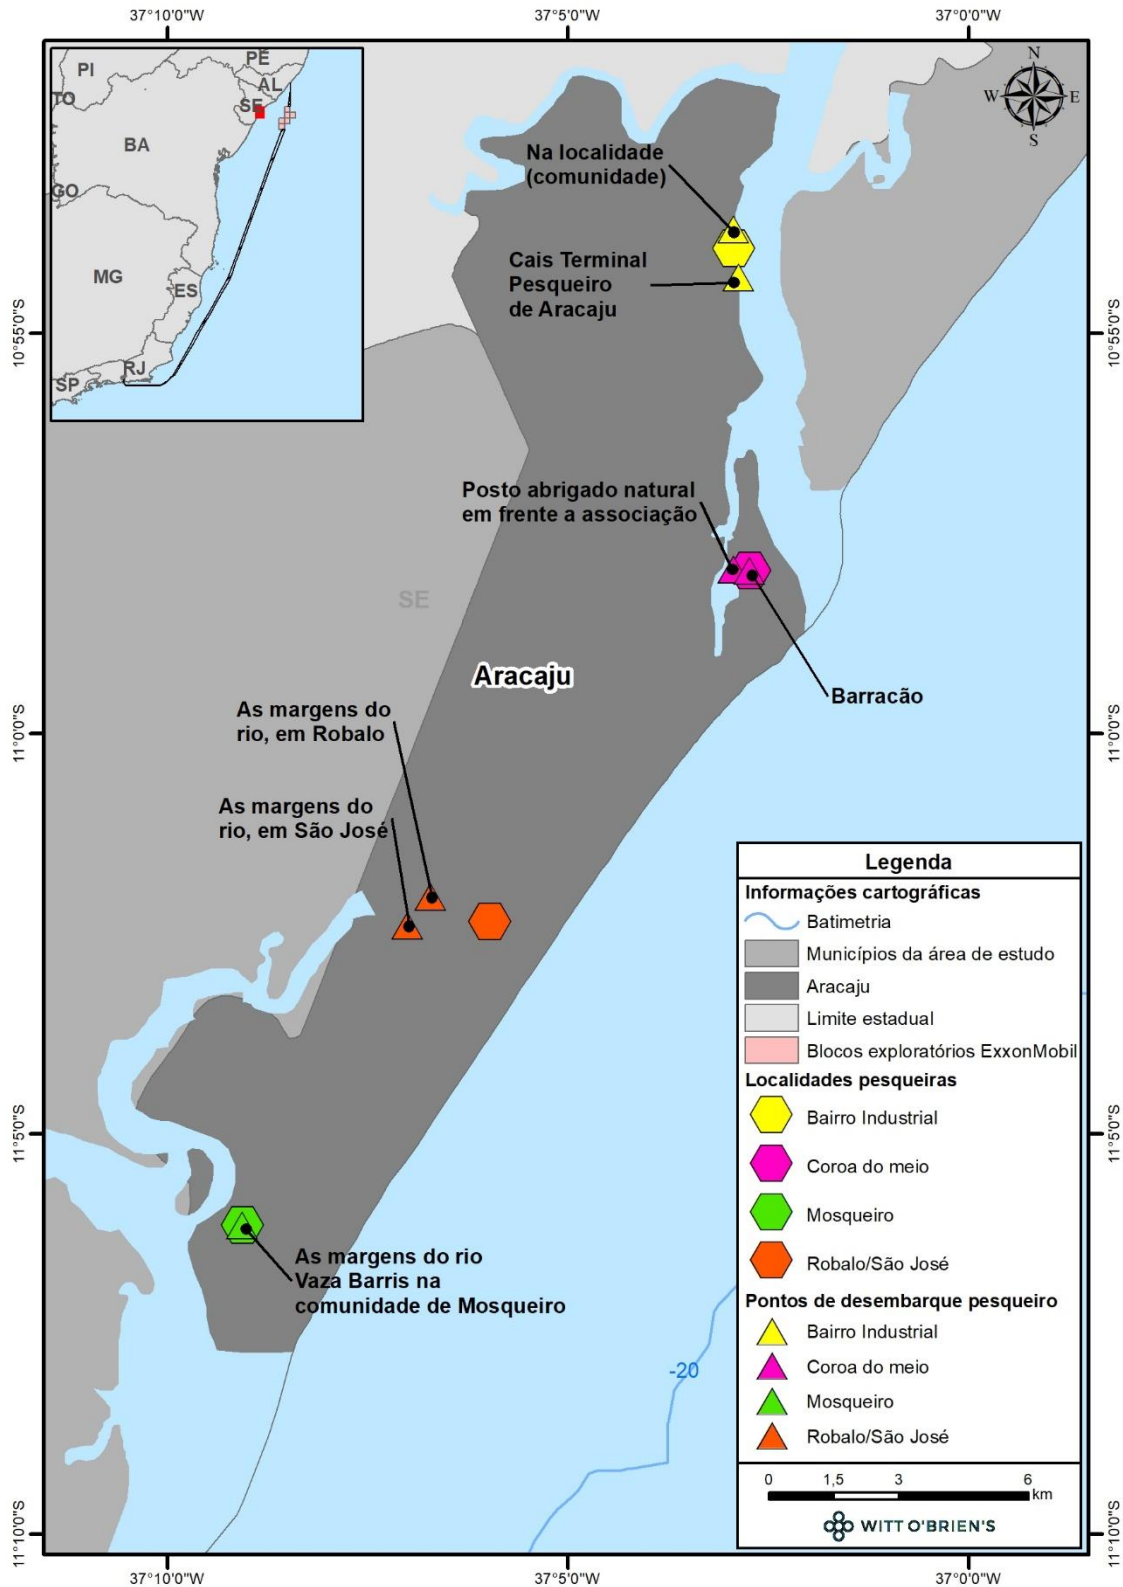 37°10'0"W
37°5'0"W
37°0'0"W
PI
PE
AL
TO
SE
BA
GO
MG
ES
RJ
SP
N
W
E
S
Na localidade
(comunidade)
Cais Terminal
Pesqueiro
de Aracaju
10°55'0"S
10°55'0"S
Posto abrigado natural
em frente a associação
SE
Aracaju
Barracão
As margens do
rio, em Robalo
11°0'0"S
11°0'0"S
As margens do
rio, em São José
11°5'0"S
11°5'0"S
As margens do rio
Vaza Barris na
comunidade de Mosqueiro
-20
Legenda
Informações cartográficas
Batimetria
Municípios da área de estudo
Aracaju
Limite estadual
Blocos exploratórios ExxonMobil
Localidades pesqueiras
Bairro Industrial
Coroa do meio
Mosqueiro
Robalo/São José
Pontos de desembarque pesqueiro
Bairro Industrial
Coroa do meio
Mosqueiro
Robalo/São José
0 1,5 3 6
km
WITT O'BRIEN'S
11°10'0"S
11°10'0"S
37°10'0"W
37°5'0"W
37°0'0"W